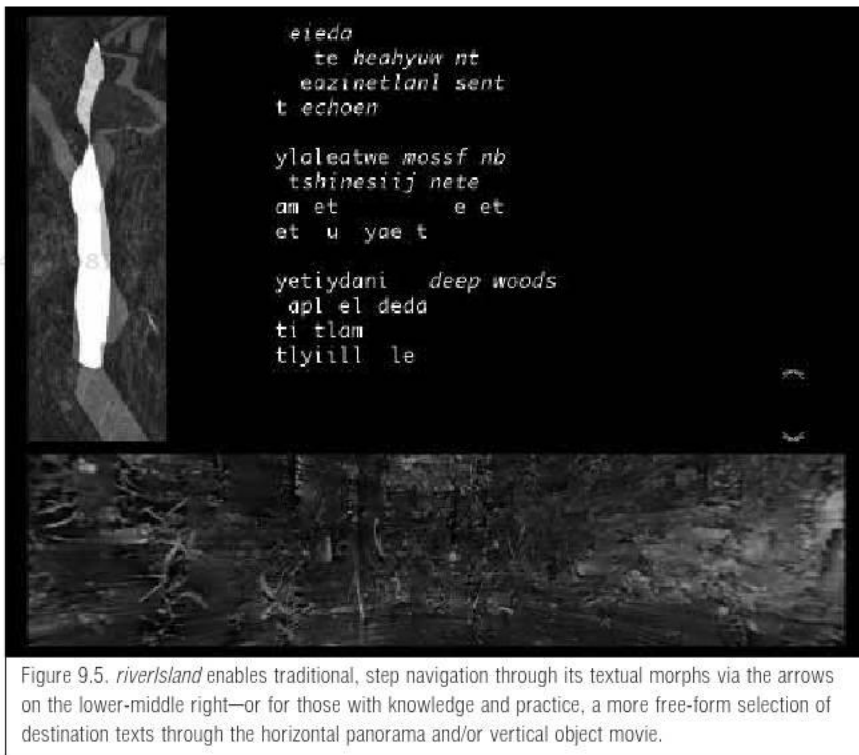 eieda
te heahyuw nt
eazinetlanl sent
t echoen
ylaleatwe mossf nb
tshinesiij nete
am et e et
et u yae t
yetiydani deep woods
apl el deda
ti tlam
tlyiill le
Figure 9.5. riverIsland enables traditional, step navigation through its textual morphs via the arrows
on the lower-middle right—or for those with knowledge and practice, a more free-form selection of
destination texts through the horizontal panorama and/or vertical object movie.